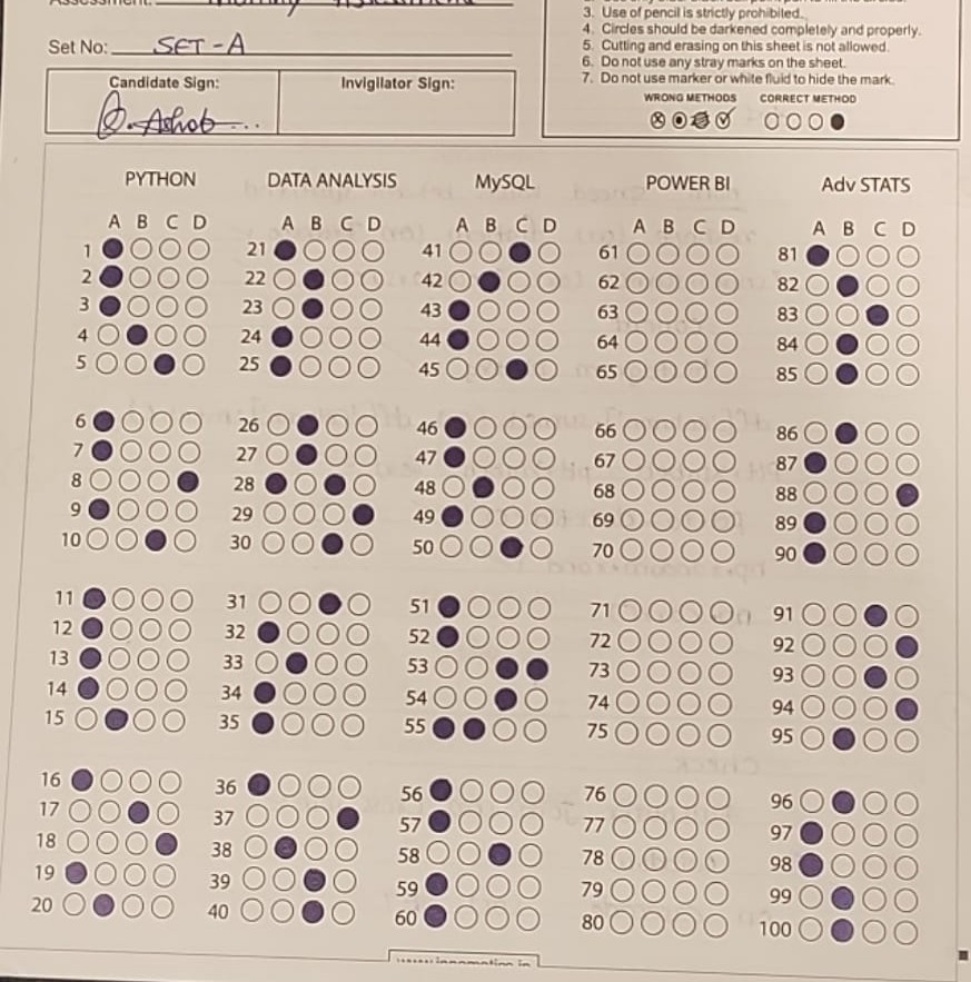 Assessment:
Set No: SET-A
Candidate Sign:
Invigilator Sign:
3. Use of pencil is strictly prohibited.
4. Circles should be darkened completely and properly.
5. Cutting and erasing on this sheet is not allowed.
6. Do not use any stray marks on the sheet.
7. Do not use marker or white fluid to hide the mark.
WRONG METHODS CORRECT METHOD
PYTHON DATA ANALYSIS MySQL POWER BI Adv STATS
A B C D A B C D A B C D A B C D A B C D
1 21 41 61 81
2 22 42 62 82
3 23 43 63 83
4 24 44 64 84
5 25 45 65 85
6 26 46 66 86
7 27 47 67 87
8 28 48 68 88
9 29 49 69 89
10 30 50 70 90
11 31 51 71 91
12 32 52 72 92
13 33 53 73 93
14 34 54 74 94
15 35 55 75 95
16 36 56 76 96
17 37 57 77 97
18 38 58 78 98
19 39 59 79 99
20 40 60 80 100